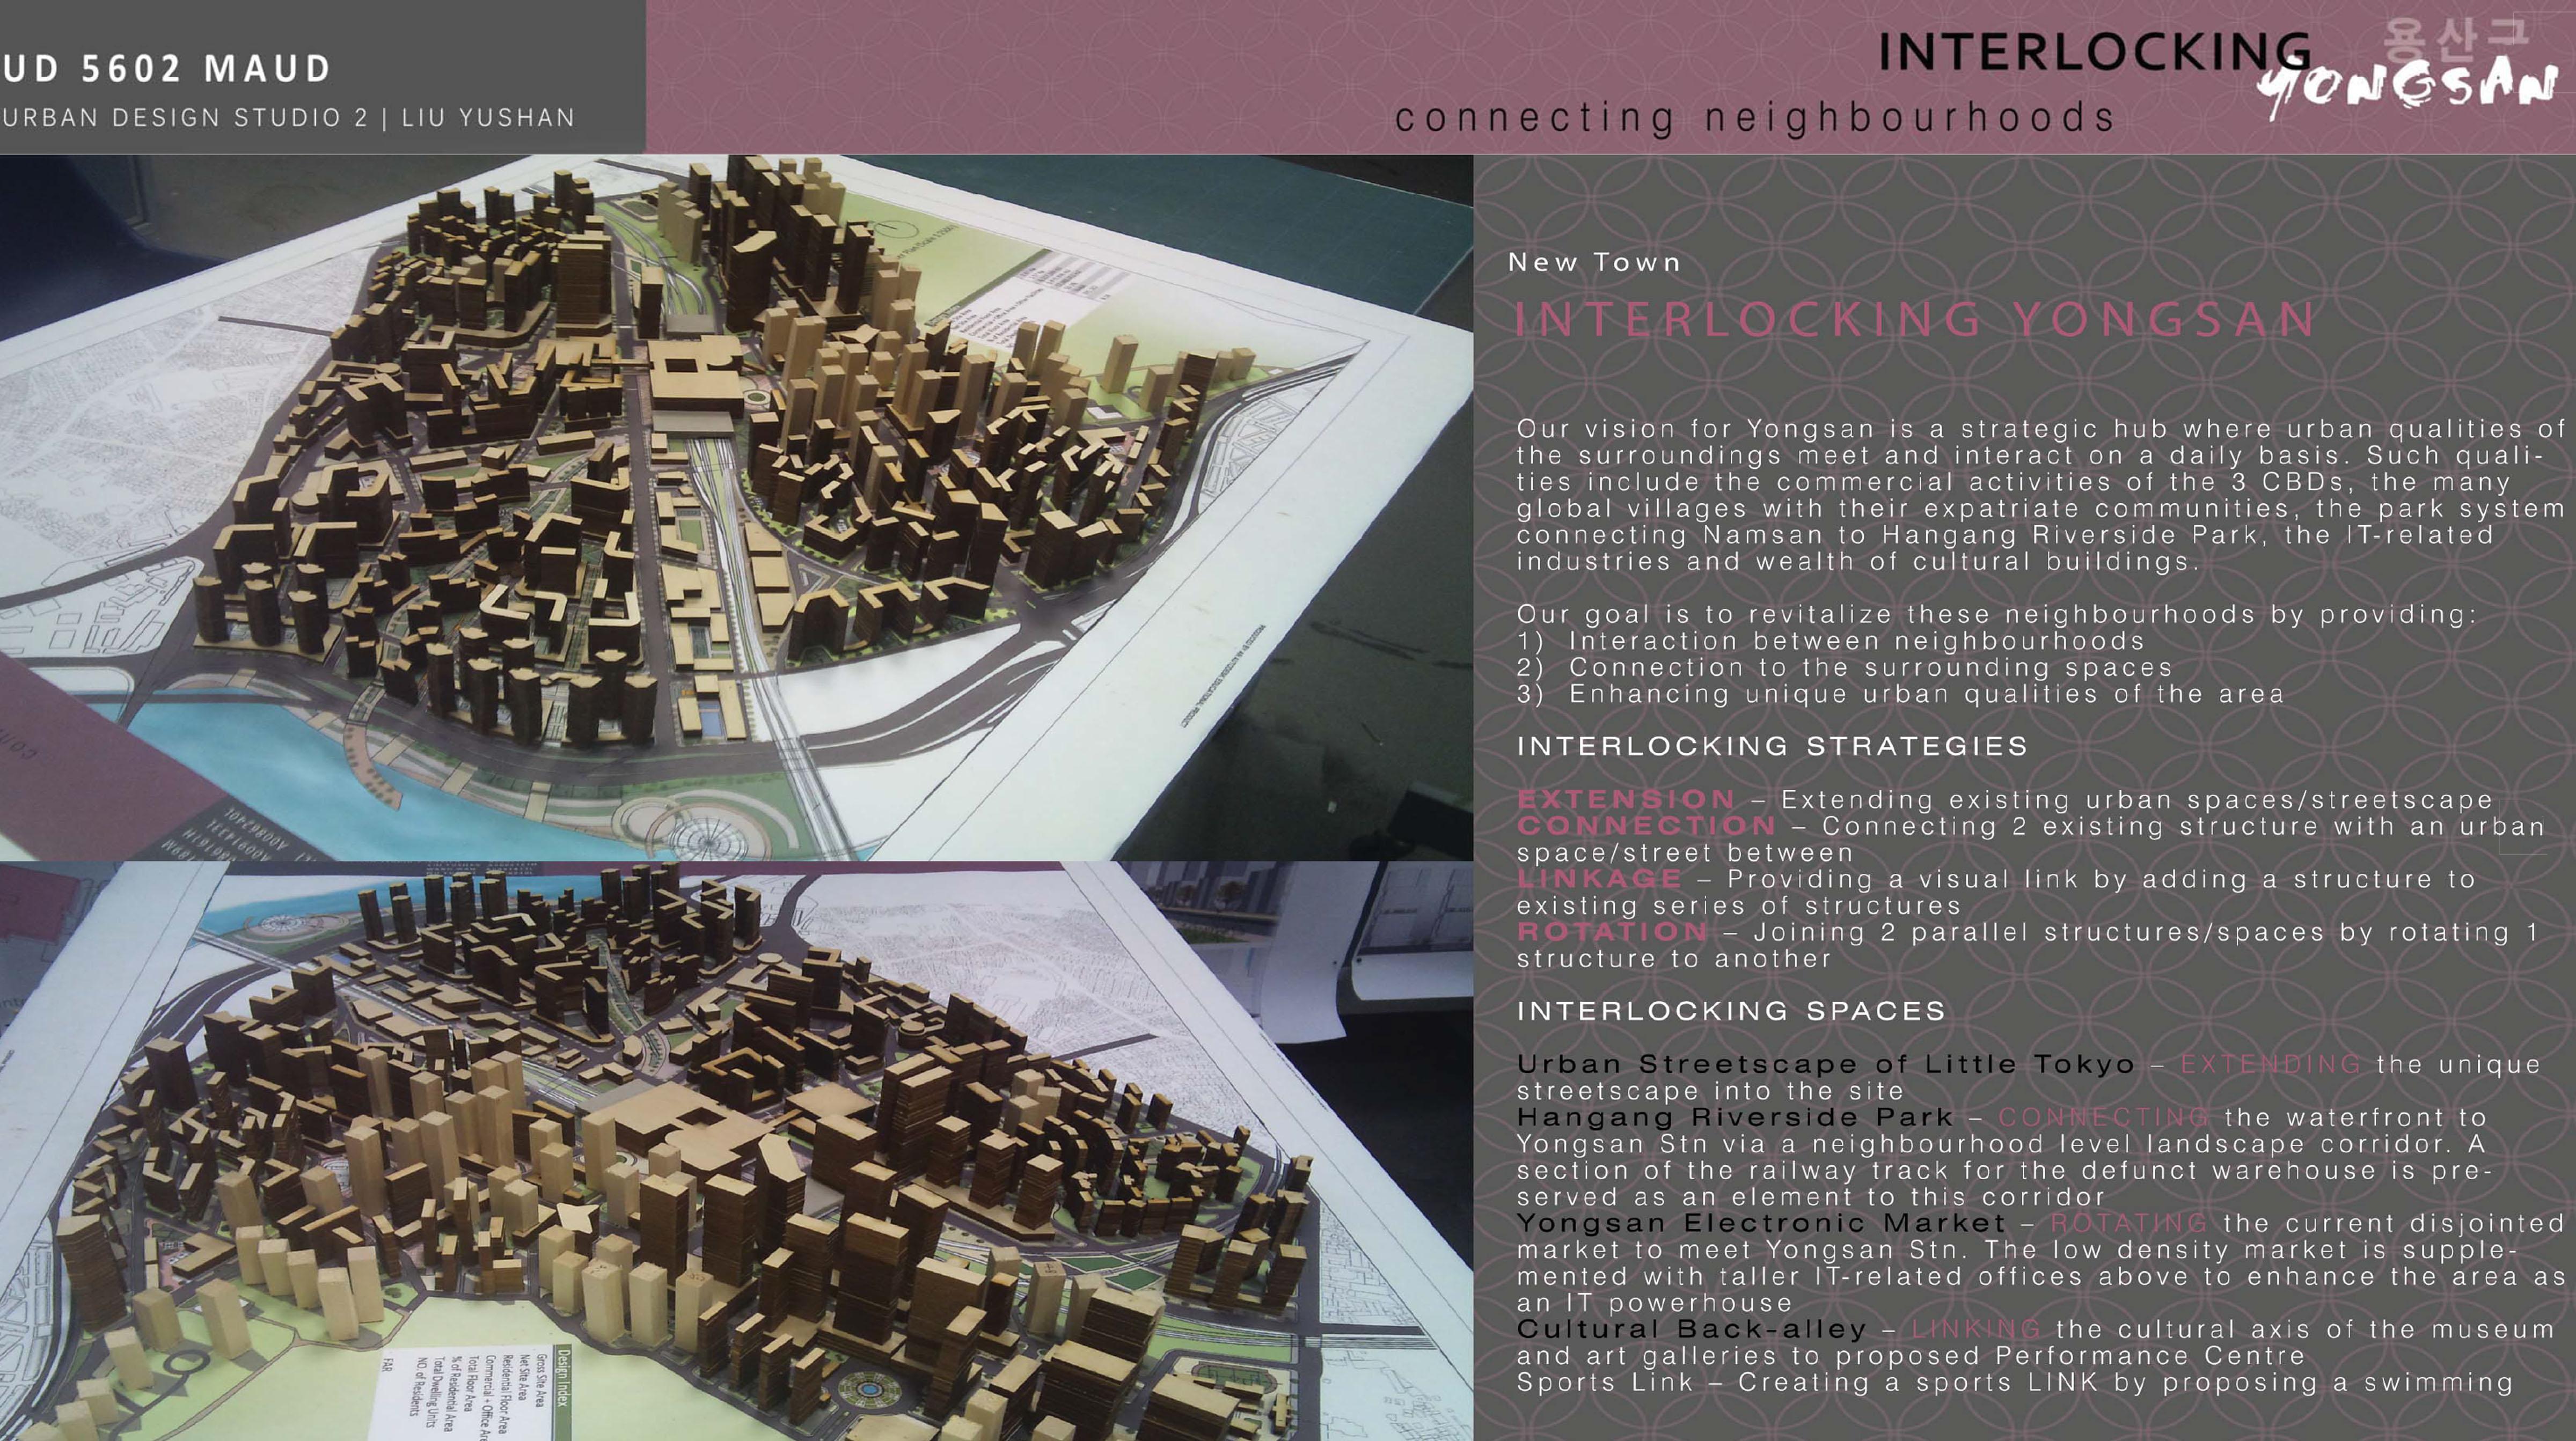 UD 5602 MAUD
URBAN DESIGN STUDIO 2 | LIU YUSHAN
INTERLOCKING
용산구
YONGSAN
connecting neighbourhoods
New Town
INTERLOCKING YONGSAN
Our vision for Yongsan is a strategic hub where urban qualities of
the surroundings meet and interact on a daily basis. Such quali-
ties include the commercial activities of the 3 CBDs, the many
global villages with their expatriate communities, the park system
connecting Namsan to Hangang Riverside Park, the IT-related
industries and wealth of cultural buildings.
Our goal is to revitalize these neighbourhoods by providing:
1) Interaction between neighbourhoods
2) Connection to the surrounding spaces
3) Enhancing unique urban qualities of the area
INTERLOCKING STRATEGIES
EXTENSION – Extending existing urban spaces/streetscape
CONNECTION – Connecting 2 existing structure with an urban
space/street between
LINKAGE – Providing a visual link by adding a structure to
existing series of structures
ROTATION – Joining 2 parallel structures/spaces by rotating 1
structure to another
INTERLOCKING SPACES
Urban Streetscape of Little Tokyo – EXTENDING the unique
streetscape into the site
Hangang Riverside Park – CONNECTING the waterfront to
Yongsan Stn via a neighbourhood level landscape corridor. A
section of the railway track for the defunct warehouse is pre-
served as an element to this corridor
Yongsan Electronic Market – ROTATING the current disjointed
market to meet Yongsan Stn. The low density market is supple-
mented with taller IT-related offices above to enhance the area as
an IT powerhouse
Cultural Back-alley – LINKING the cultural axis of the museum
and art galleries to proposed Performance Centre
Sports Link – Creating a sports LINK by proposing a swimming
Design Index
Gross Site Area
Net Site Area
Residential Floor Area
Commercial + Office Are
Total Floor Area
% of Residential Area
Total Dwelling Units
NO. of Residents
FAR